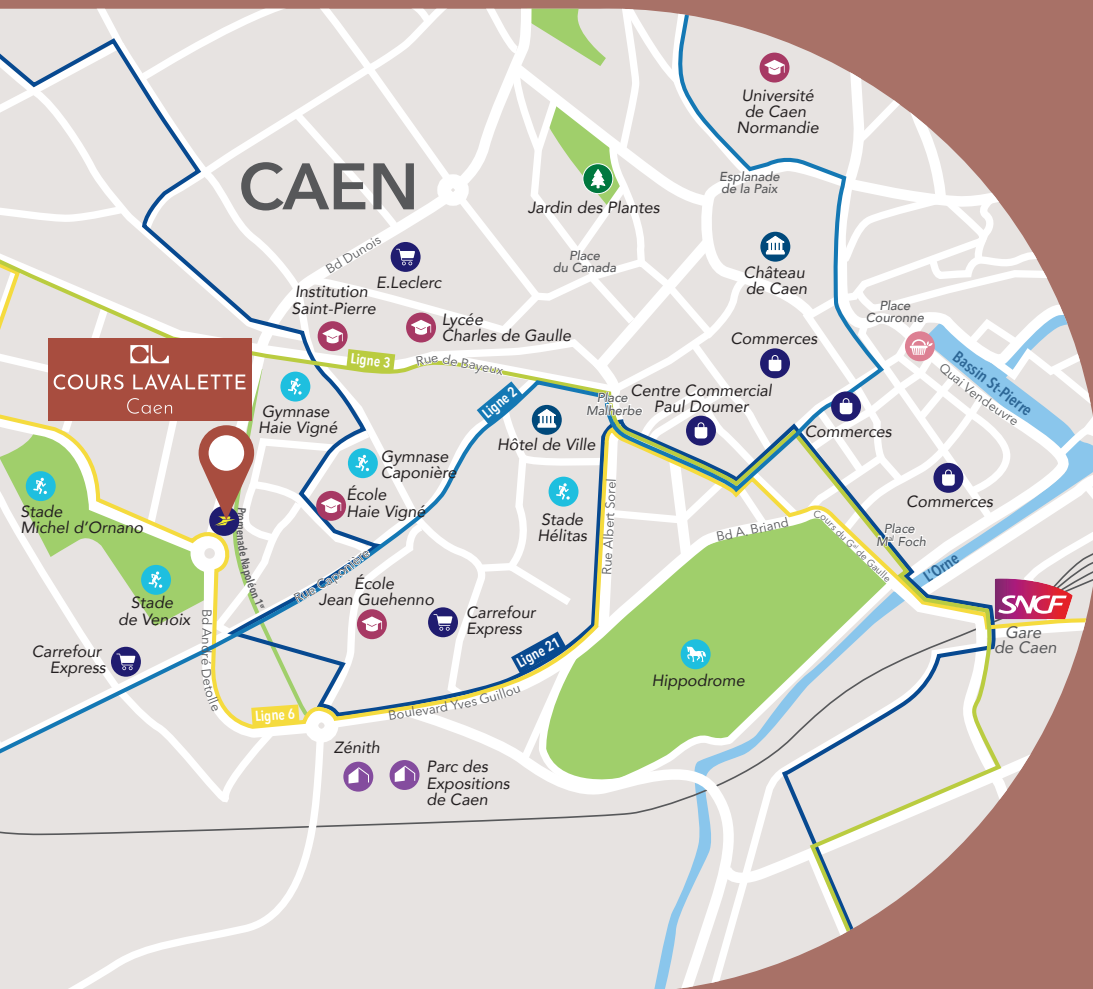 Université
de Caen
Normandie
CAEN
Esplanade
de la Paix
Jardin des Plantes
Bd Dunois
E.Leclerc
Place
du Canada
Château
de Caen
Institution
Saint-Pierre
Lycée
Charles de Gaulle
Place
Couronne
Commerces
Ligne 3
Rue de Bayeux
CL
COURS LAVALETTE
Caen
Bassin St-Pierre
Quai Vendeuvre
Gymnase
Haie Vigné
Ligne 2
Place
Malherbe
Centre Commercial
Paul Doumer
Hôtel de Ville
Commerces
Gymnase
Caponière
École
Haie Vigné
Stade
Michel d'Ornano
Stade
Hélitas
Rue Albert Sorel
Commerces
Promenade Napoléon 1er
Bd A. Briand
Cours du Gal de Gaulle
Place
Mal Foch
L'Orne
Rue Caponière
École
Jean Guehenno
Stade
de Venoix
Carrefour
Express
SNCF
Gare
de Caen
Bd André Detolle
Carrefour
Express
Ligne 21
Hippodrome
Ligne 6
Boulevard Yves Guillou
Zénith
Parc des
Expositions
de Caen